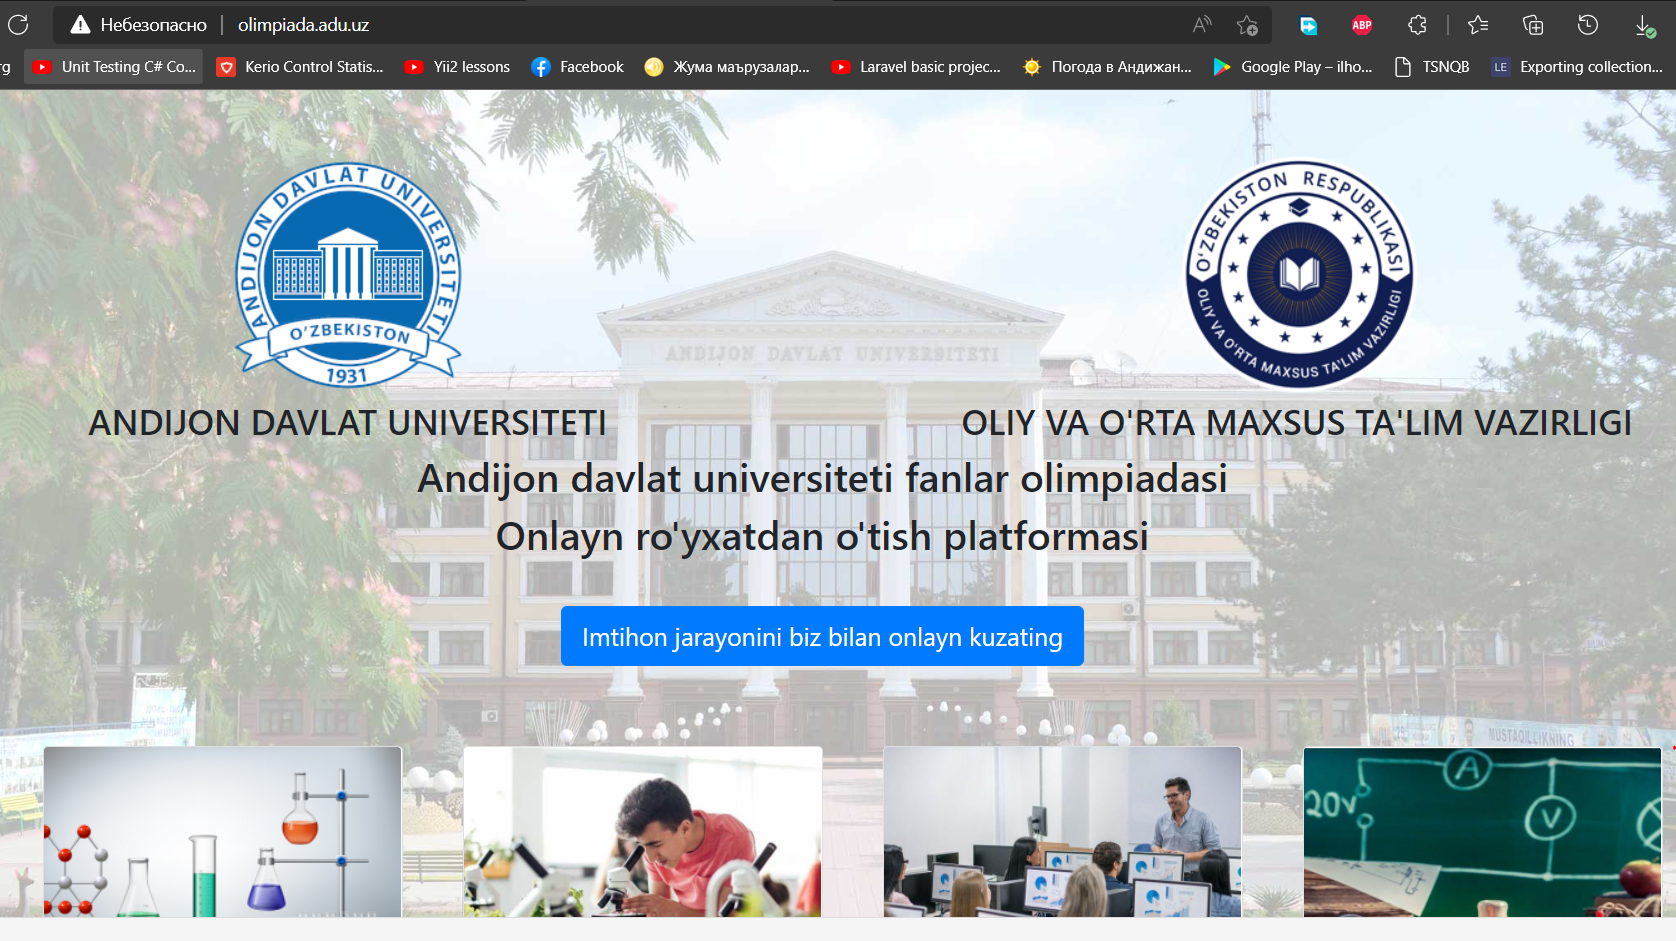 Небезопасно
olimpiada.adu.uz
ABP
rg
Unit Testing C# Co...
Kerio Control Statis...
Yii2 lessons
Facebook
Жума маърузалар...
Laravel basic projec...
Погода в Андижан...
Google Play – ilho...
TSNQB
LE
Exporting collection...
ANDIJON DAVLAT UNIVERSITETI
O'ZBEKISTON
1931
O'ZBEKISTON RESPUBLIKASI
OLIY VA O'RTA MAXSUS TA'LIM VAZIRLIGI
ANDIJON DAVLAT UNIVERSITETI
ANDIJON DAVLAT UNIVERSITETI
OLIY VA O'RTA MAXSUS TA'LIM VAZIRLIGI
Andijon davlat universiteti fanlar olimpiadasi
Onlayn ro'yxatdan o'tish platformasi
Imtihon jarayonini biz bilan onlayn kuzating
MUSTAQILLIKNING
A
20v
V